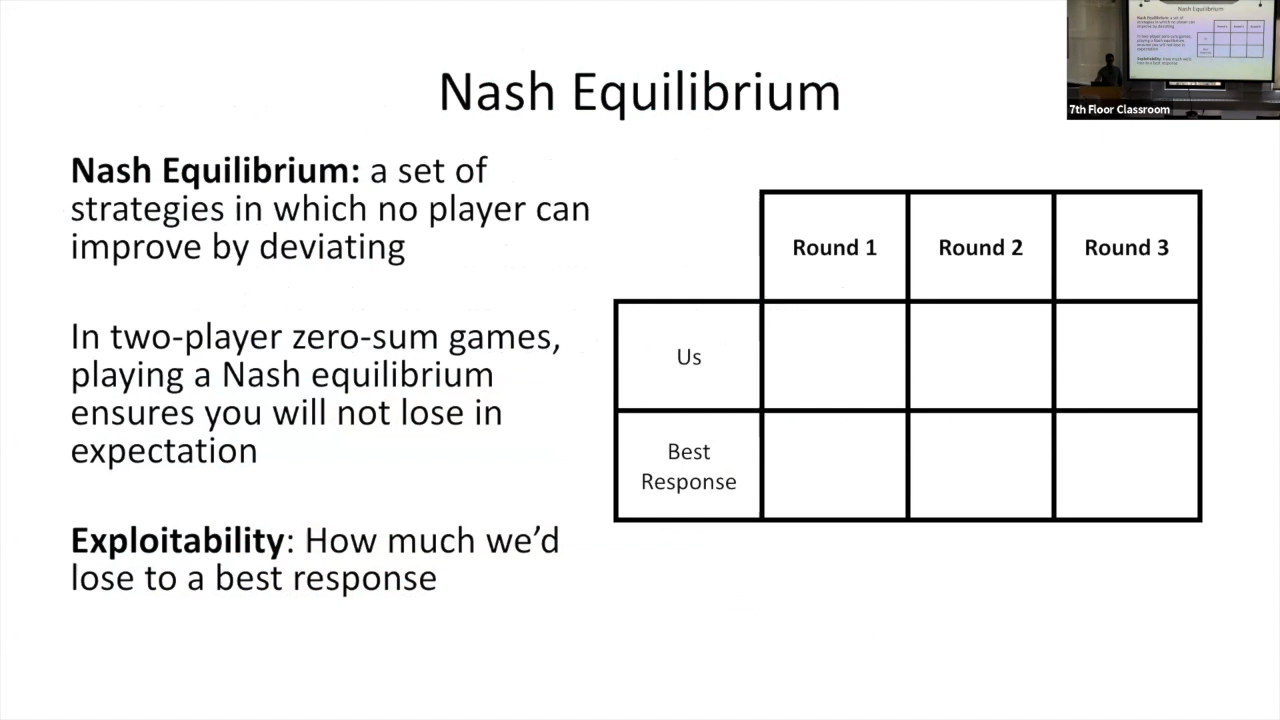 Nash Equilibrium
Nash Equilibrium: a set of
strategies in which no player can
improve by deviating
In two-player zero-sum games,
playing a Nash equilibrium
ensures you will not lose in
expectation
Exploitability: How much we’d
lose to a best response
Round 1 Round 2 Round 3
Us
Best
Response
Nash Equilibrium
7th Floor Classroom